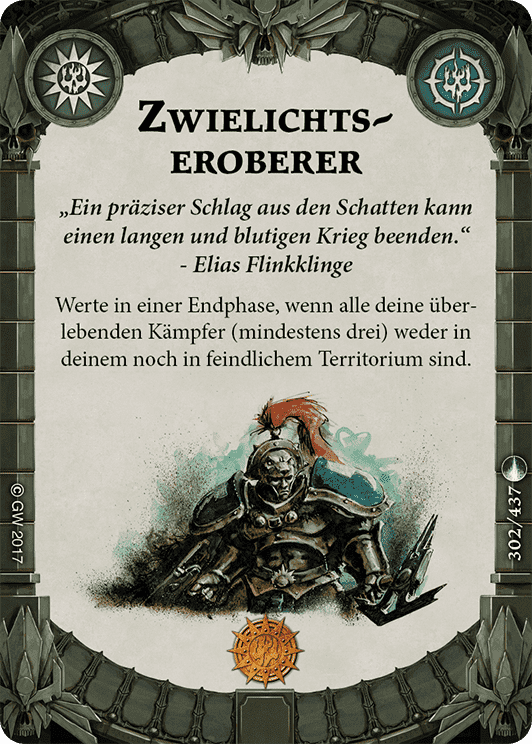 ZWIELICHTS-
EROBERER
„Ein präziser Schlag aus den Schatten kann
einen langen und blutigen Krieg beenden.“
- Elias Flinkklinge
Werte in einer Endphase, wenn alle deine über-
lebenden Kämpfer (mindestens drei) weder in
deinem noch in feindlichem Territorium sind.
© GW 2017
302/437